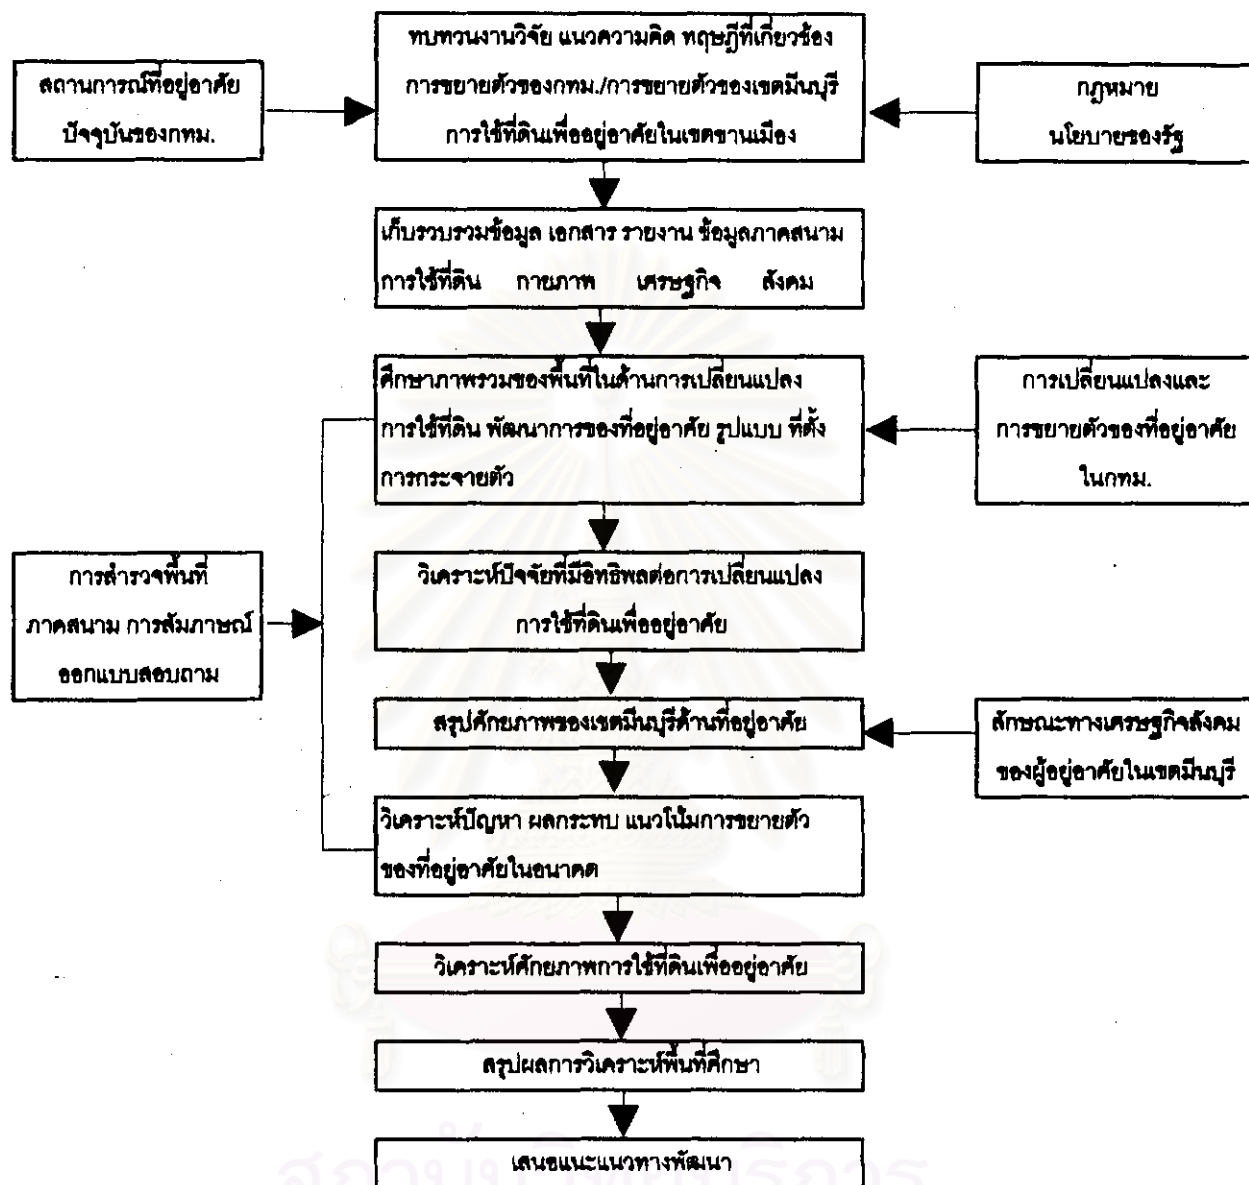 ทบทวนงานวิจัย แนวความคิด ทฤษฎีที่เกี่ยวข้อง
การขยายตัวของกทม./การขยายตัวของเขตมีนบุรี
การใช้ที่ดินเพื่ออยู่อาศัยในเขตชานเมือง
สถานการณ์ที่อยู่อาศัย
ปัจจุบันของกทม.
กฎหมาย
นโยบายของรัฐ
เก็บรวบรวมข้อมูล เอกสาร รายงาน ข้อมูลภาคสนาม
การใช้ที่ดิน กายภาพ เศรษฐกิจ สังคม
ศึกษาภาพรวมของพื้นที่ในด้านการเปลี่ยนแปลง
การใช้ที่ดิน พัฒนาการของที่อยู่อาศัย รูปแบบ ที่ตั้ง
การกระจายตัว
การเปลี่ยนแปลงและ
การขยายตัวของที่อยู่อาศัย
ในกทม.
การสำรวจพื้นที่
ภาคสนาม การสัมภาษณ์
ออกแบบสอบถาม
วิเคราะห์ปัจจัยที่มีอิทธิพลต่อการเปลี่ยนแปลง
การใช้ที่ดินเพื่ออยู่อาศัย
สรุปศักยภาพของเขตมีนบุรีด้านที่อยู่อาศัย
ลักษณะทางเศรษฐกิจสังคม
ของผู้อยู่อาศัยในเขตมีนบุรี
วิเคราะห์ปัญหา ผลกระทบ แนวโน้มการขยายตัว
ของที่อยู่อาศัยในอนาคต
วิเคราะห์ศักยภาพการใช้ที่ดินเพื่ออยู่อาศัย
สรุปผลการวิเคราะห์พื้นที่ศึกษา
เสนอแนะแนวทางพัฒนา